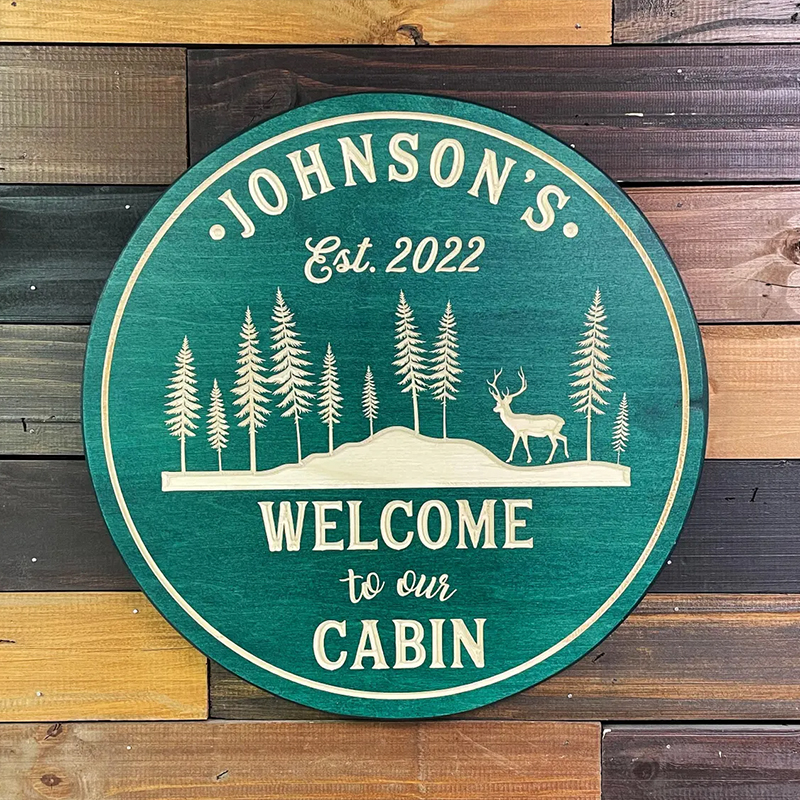 JOHNSON'S
Est. 2022
WELCOME
to our
CABIN